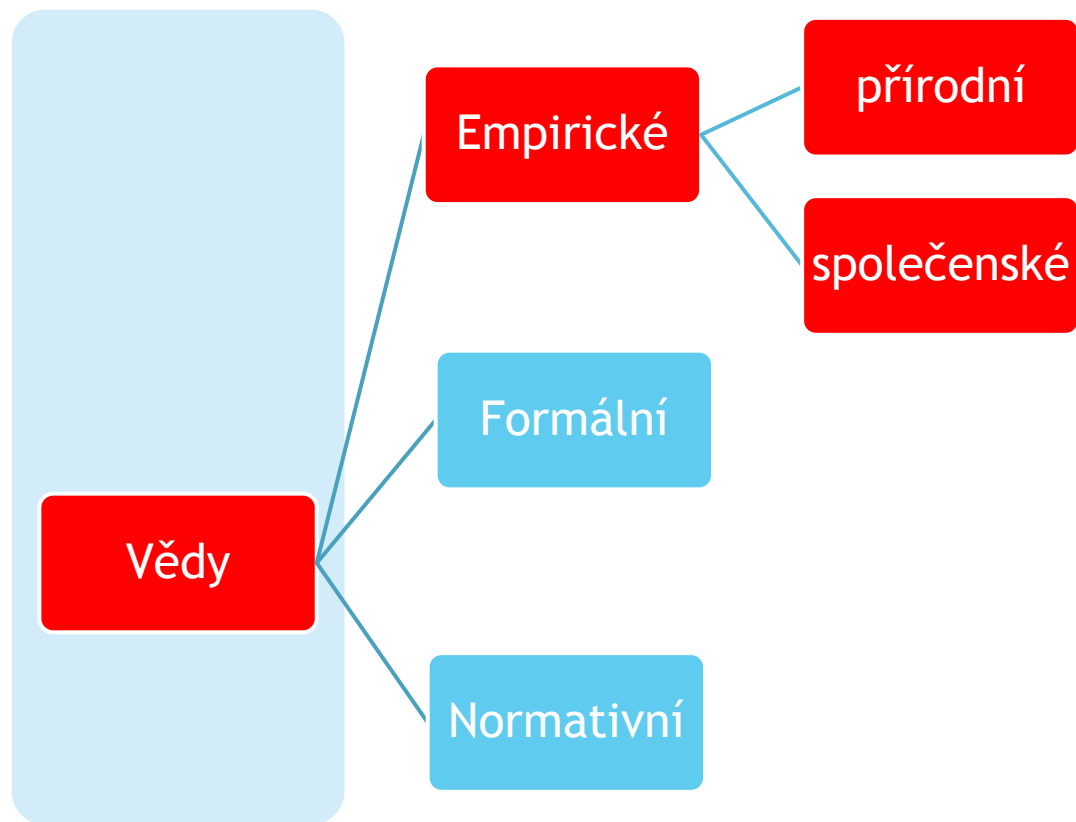 Vědy
Empirické
přírodní
společenské
Formální
Normativní